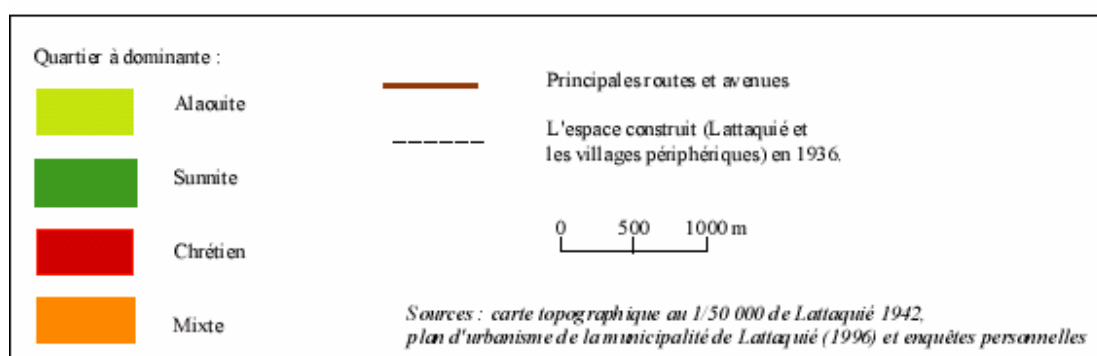 Quartier à dominante :
Alaouite
Sunnite
Chrétien
Mixte
Principales routes et avenues
L'espace construit (Lattaquié et
les villages périphériques) en 1936.
0 500 1000 m
Sources : carte topographique au 1/50 000 de Lattaquié 1942,
plan d'urbanisme de la municipalité de Lattaquié (1996) et enquêtes personnelles